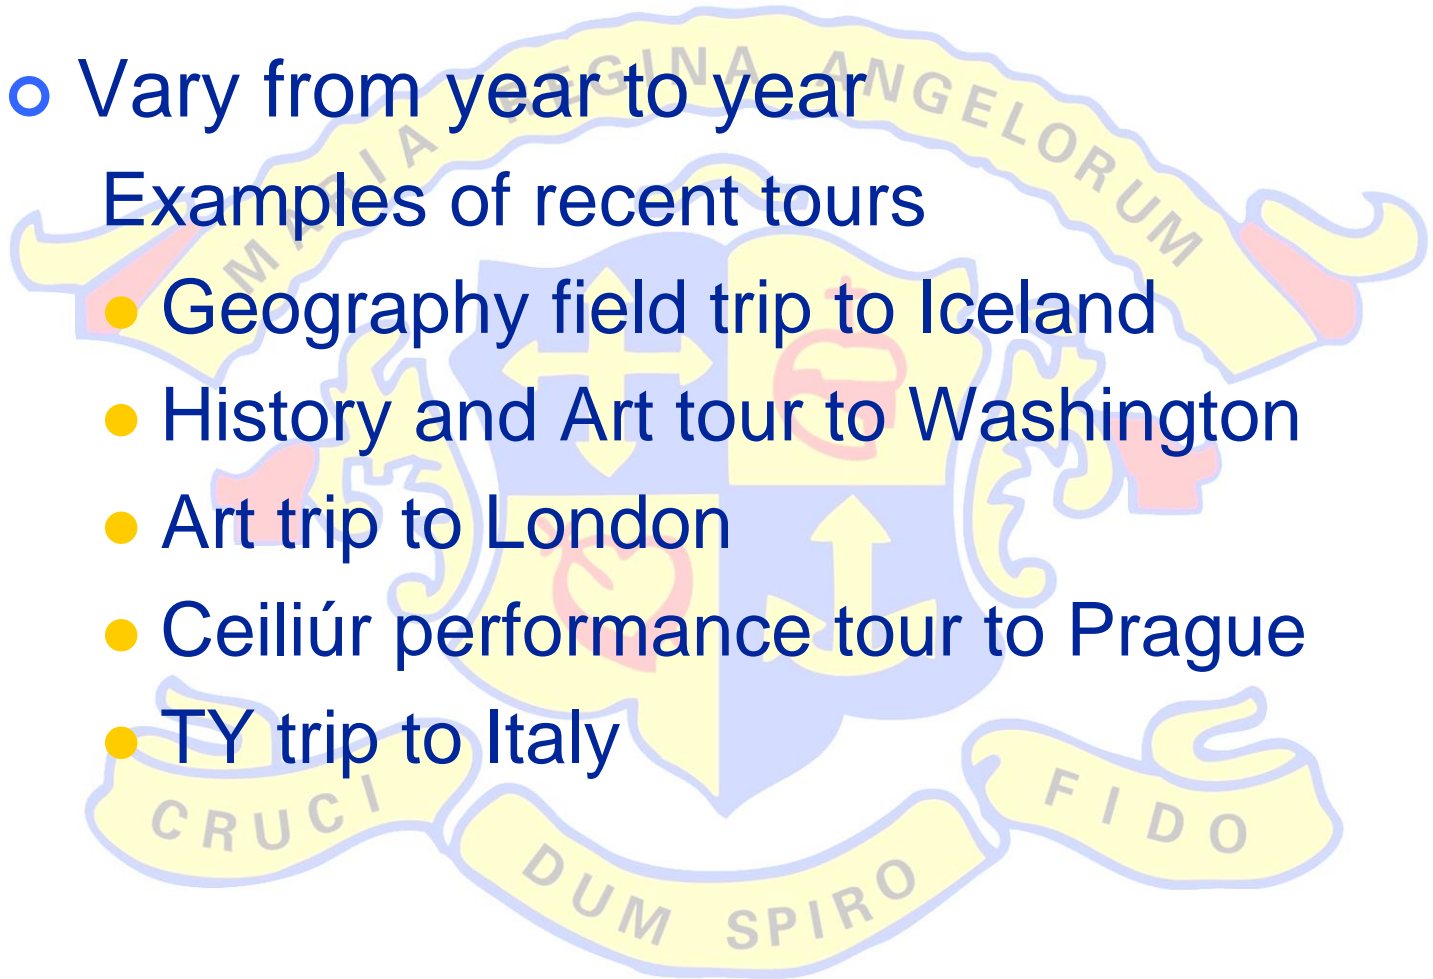 MARIA REGINA ANGELORUM
Vary from year to year
Examples of recent tours
Geography field trip to Iceland
History and Art tour to Washington
Art trip to London
Ceiliúr performance tour to Prague
TY trip to Italy
CRUCI DUM SPIRO FIDO